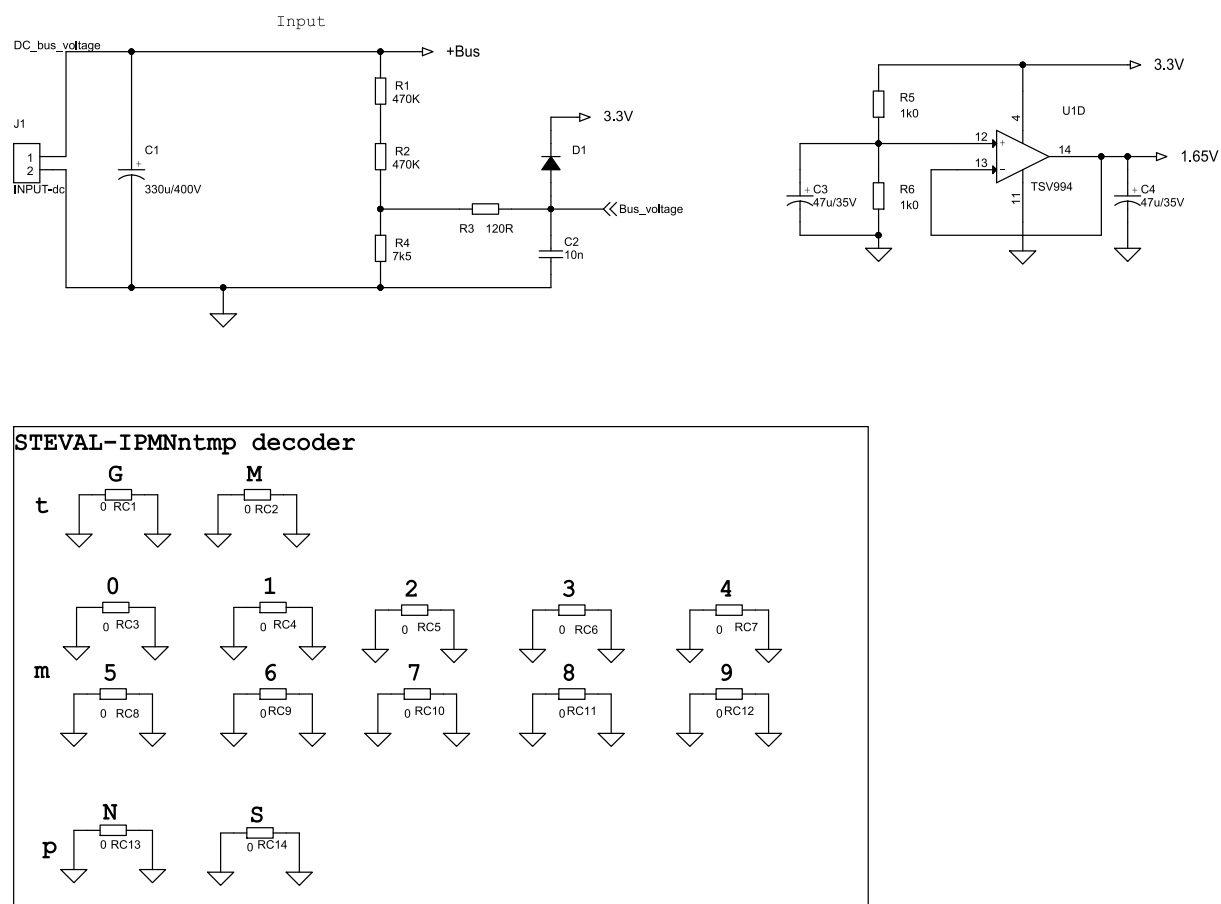 Input
DC_bus_voltage
+Bus
R1
470K
J1
1
2
INPUT-dc
C1
+
330u/400V
R2
470K
3.3V
D1
R3 120R
Bus_voltage
R4
7k5
C2
10n
3.3V
R5
1k0
U1D
4
12
+
13
-
14
1.65V
TSV994
11
+
C3
47u/35V
R6
1k0
+
C4
47u/35V
STEVAL-IPMNntmp decoder
G M
t
0 RC1 0 RC2
0 1 2 3 4
0 RC3 0 RC4 0 RC5 0 RC6 0 RC7
m
5 6 7 8 9
0 RC8 0 RC9 0 RC10 0 RC11 0 RC12
N S
p
0 RC13 0 RC14